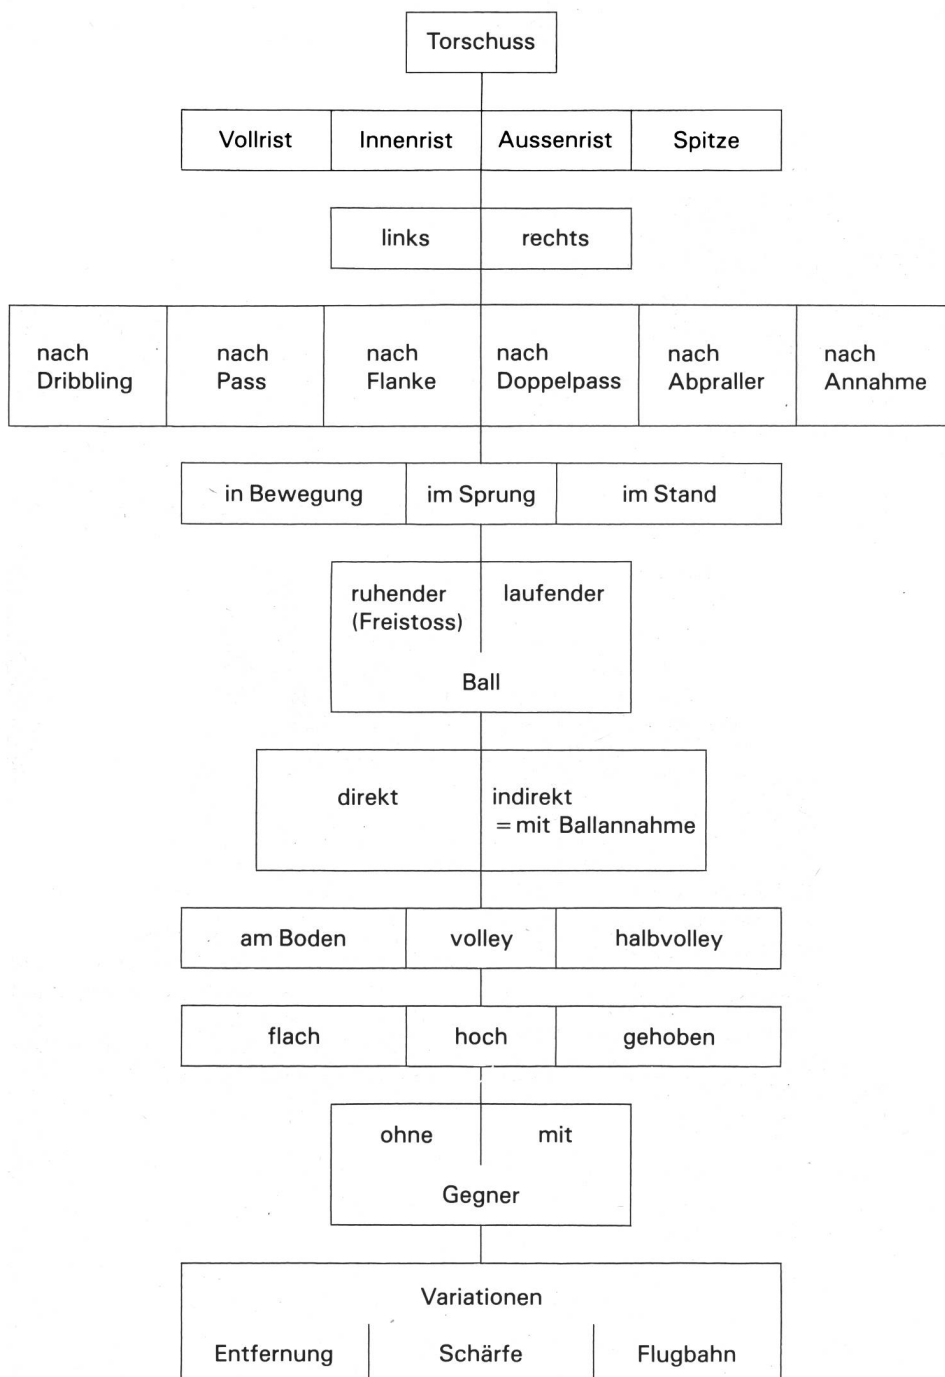 Torschuss
Vollrist Innenrist Aussenrist Spitze
links rechts
nach nach nach nach nach nach
Dribbling Pass Flanke Doppelpass Abpraller Annahme
in Bewegung im Sprung im Stand
ruhender laufender
(Freistoss)
Ball
direkt indirekt
= mit Ballannahme
am Boden volley halbvolley
flach hoch gehoben
ohne mit
Gegner
Variationen
Entfernung Schärfe Flugbahn